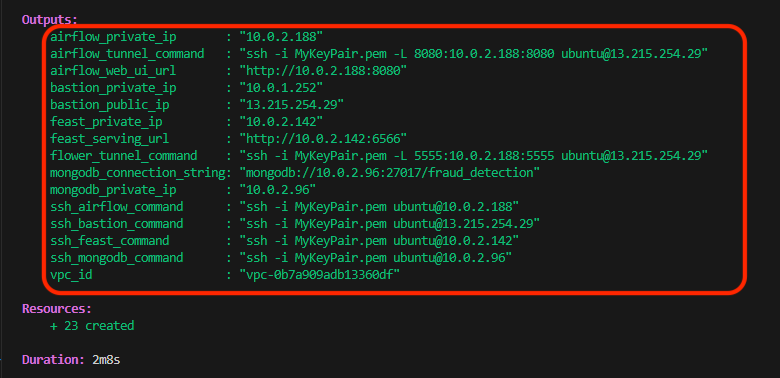 Outputs:
airflow_private_ip : "10.0.2.188"
airflow_tunnel_command : "ssh -i MyKeyPair.pem -L 8080:10.0.2.188:8080 ubuntu@13.215.254.29"
airflow_web_ui_url : "http://10.0.2.188:8080"
bastion_private_ip : "10.0.1.252"
bastion_public_ip : "13.215.254.29"
feast_private_ip : "10.0.2.142"
feast_serving_url : "http://10.0.2.142:6566"
flower_tunnel_command : "ssh -i MyKeyPair.pem -L 5555:10.0.2.188:5555 ubuntu@13.215.254.29"
mongodb_connection_string: "mongodb://10.0.2.96:27017/fraud_detection"
mongodb_private_ip : "10.0.2.96"
ssh_airflow_command : "ssh -i MyKeyPair.pem ubuntu@10.0.2.188"
ssh_bastion_command : "ssh -i MyKeyPair.pem ubuntu@13.215.254.29"
ssh_feast_command : "ssh -i MyKeyPair.pem ubuntu@10.0.2.142"
ssh_mongodb_command : "ssh -i MyKeyPair.pem ubuntu@10.0.2.96"
vpc_id : "vpc-0b7a909adb13360df"
Resources:
+ 23 created
Duration: 2m8s